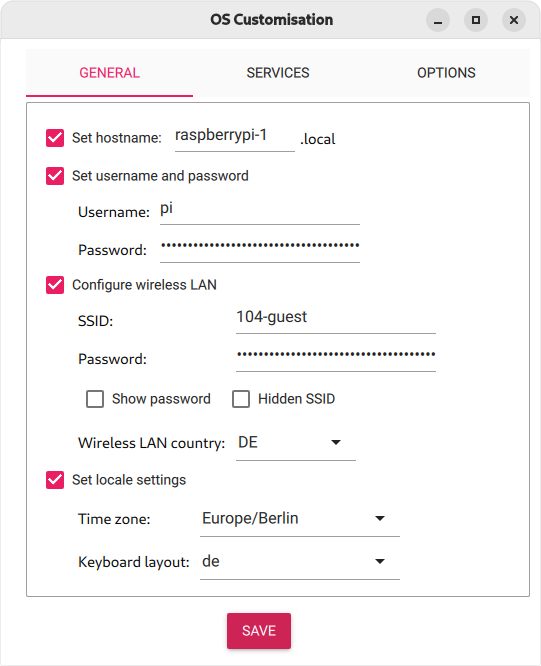 OS Customisation
GENERAL SERVICES OPTIONS
Set hostname: raspberrypi-1 .local
Set username and password
Username: pi
Password: •••••••••••••••••••••••••••••••••••••
Configure wireless LAN
SSID: 104-guest
Password: •••••••••••••••••••••••••••••••••••••
Show password Hidden SSID
Wireless LAN country: DE
Set locale settings
Time zone: Europe/Berlin
Keyboard layout: de
SAVE